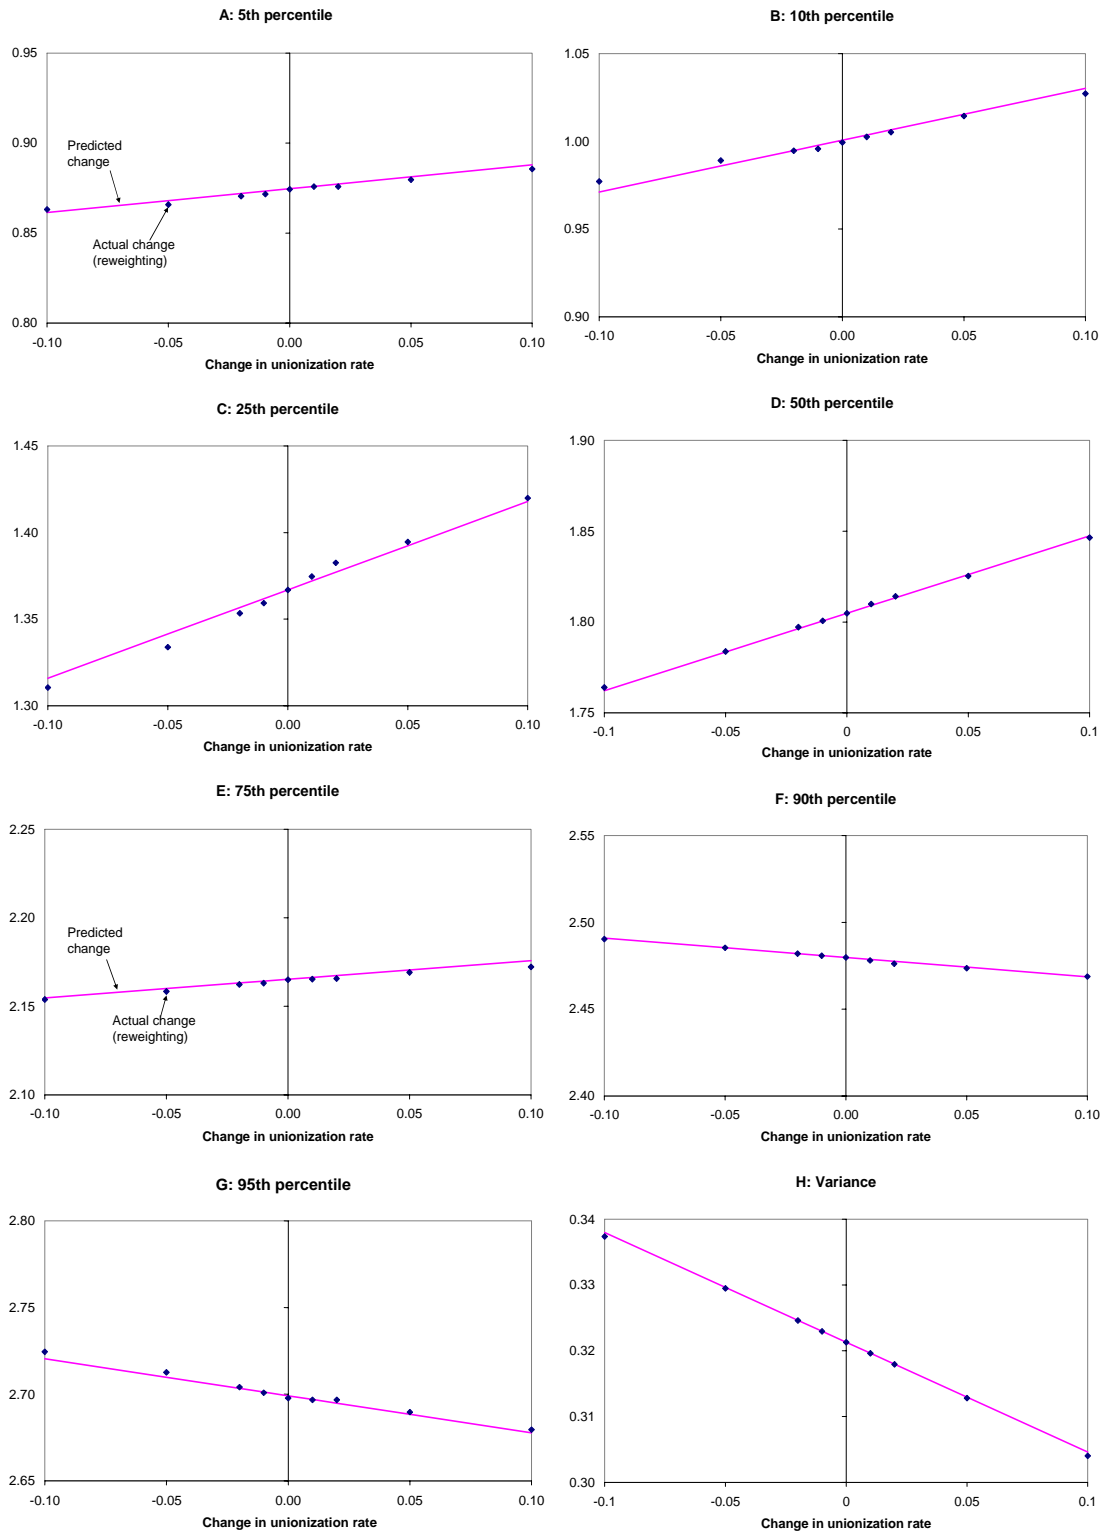 A: 5th percentile
0.95
0.90
0.85
0.80
Predicted
change
Actual change
(reweighting)
-0.10 -0.05 0.00 0.05 0.10
Change in unionization rate
B: 10th percentile
1.05
1.00
0.95
0.90
-0.10 -0.05 0.00 0.05 0.10
Change in unionization rate
C: 25th percentile
1.45
1.40
1.35
1.30
-0.10 -0.05 0.00 0.05 0.10
Change in unionization rate
D: 50th percentile
1.90
1.85
1.80
1.75
-0.1 -0.05 0 0.05 0.1
Change in unionization rate
E: 75th percentile
2.25
2.20
2.15
2.10
Predicted
change
Actual change
(reweighting)
-0.10 -0.05 0.00 0.05 0.10
Change in unionization rate
F: 90th percentile
2.55
2.50
2.45
2.40
-0.10 -0.05 0.00 0.05 0.10
Change in unionization rate
G: 95th percentile
2.80
2.75
2.70
2.65
-0.10 -0.05 0.00 0.05 0.10
Change in unionization rate
H: Variance
0.34
0.33
0.32
0.31
0.30
-0.1 -0.05 0 0.05 0.1
Change in unionization rate